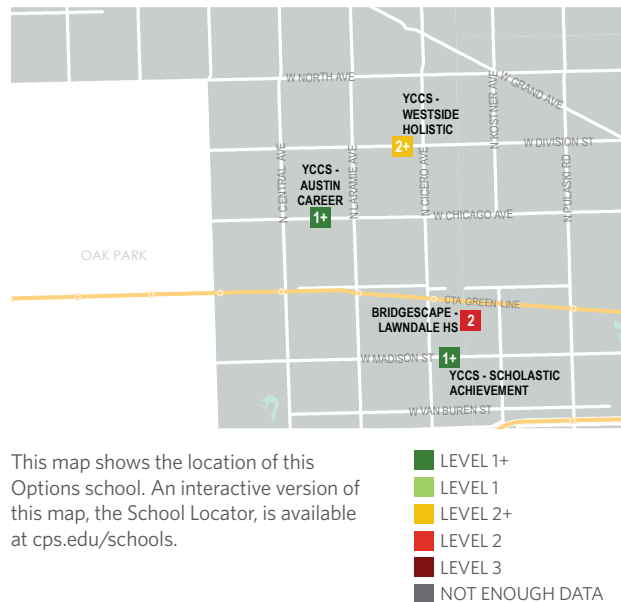 W NORTH AVE
W GRAND AVE
N KOSTNER AVE
YCCS -
WESTSIDE
HOLISTIC
2+
W DIVISION ST
N CENTRAL AVE
N LARAMIE AVE
N CICERO AVE
N PULASKI RD
YCCS -
AUSTIN
CAREER
1+
W CHICAGO AVE
OAK PARK
CTA GREEN LINE
BRIDGESCAPE -
LAWNDALE HS
2
W MADISON ST
1+
YCCS - SCHOLASTIC
ACHIEVEMENT
W VAN BUREN ST
This map shows the location of this
Options school. An interactive version of
this map, the School Locator, is available
at cps.edu/schools.
LEVEL 1+
LEVEL 1
LEVEL 2+
LEVEL 2
LEVEL 3
NOT ENOUGH DATA